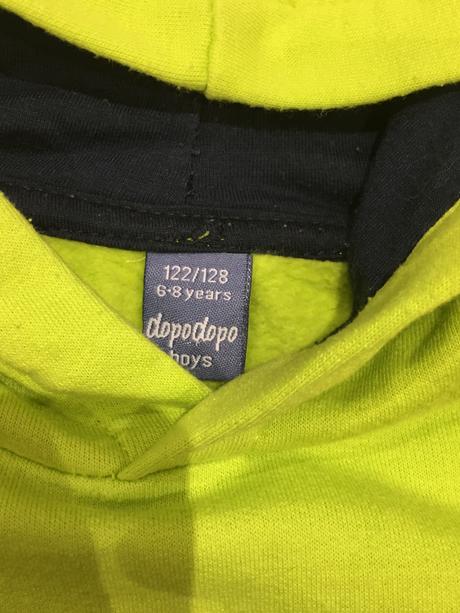 122/128
6-8 years
dopodopo
boys